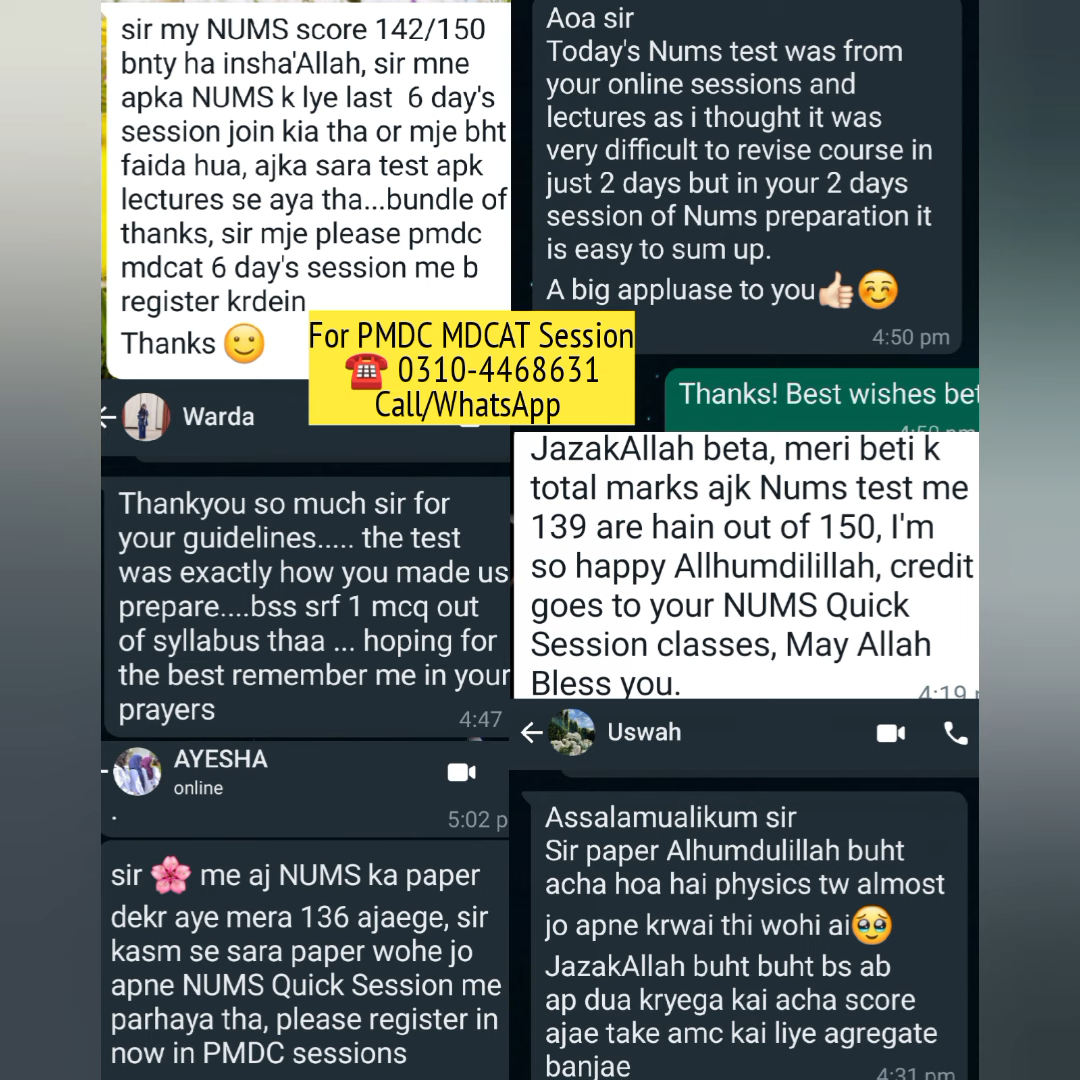 sir my NUMS score 142/150
bnty ha insha'Allah, sir mne
apka NUMS k lye last 6 day's
session join kia tha or mje bht
faida hua, ajka sara test apk
lectures se aya tha...bundle of
thanks, sir mje please pmdc
mdcat 6 day's session me b
register krdein
Thanks 🙂
Aoa sir
Today's Nums test was from
your online sessions and
lectures as i thought it was
very difficult to revise course in
just 2 days but in your 2 days
session of Nums preparation it
is easy to sum up.
A big appluase to you👍🏻☺️
4:50 pm
For PMDC MDCAT Session
☎️ 0310-4468631
Call/WhatsApp
Thanks! Best wishes bet
4:50 pm
Warda
Thankyou so much sir for
your guidelines..... the test
was exactly how you made us
prepare....bss srf 1 mcq out
of syllabus thaa ... hoping for
the best remember me in your
prayers
4:47
JazakAllah beta, meri beti k
total marks ajk Nums test me
139 are hain out of 150, I'm
so happy Allhumdilillah, credit
goes to your NUMS Quick
Session classes, May Allah
Bless you.
4:19
AYESHA
online
.
5:02 p
sir 🌸 me aj NUMS ka paper
dekr aye mera 136 ajaege, sir
kasm se sara paper wohe jo
apne NUMS Quick Session me
parhaya tha, please register in
now in PMDC sessions
Uswah
Assalamualikum sir
Sir paper Alhumdulillah buht
acha hoa hai physics tw almost
jo apne krwai thi wohi ai🥹
JazakAllah buht buht bs ab
ap dua kryega kai acha score
ajae take amc kai liye agregate
banjae
4:31 pm